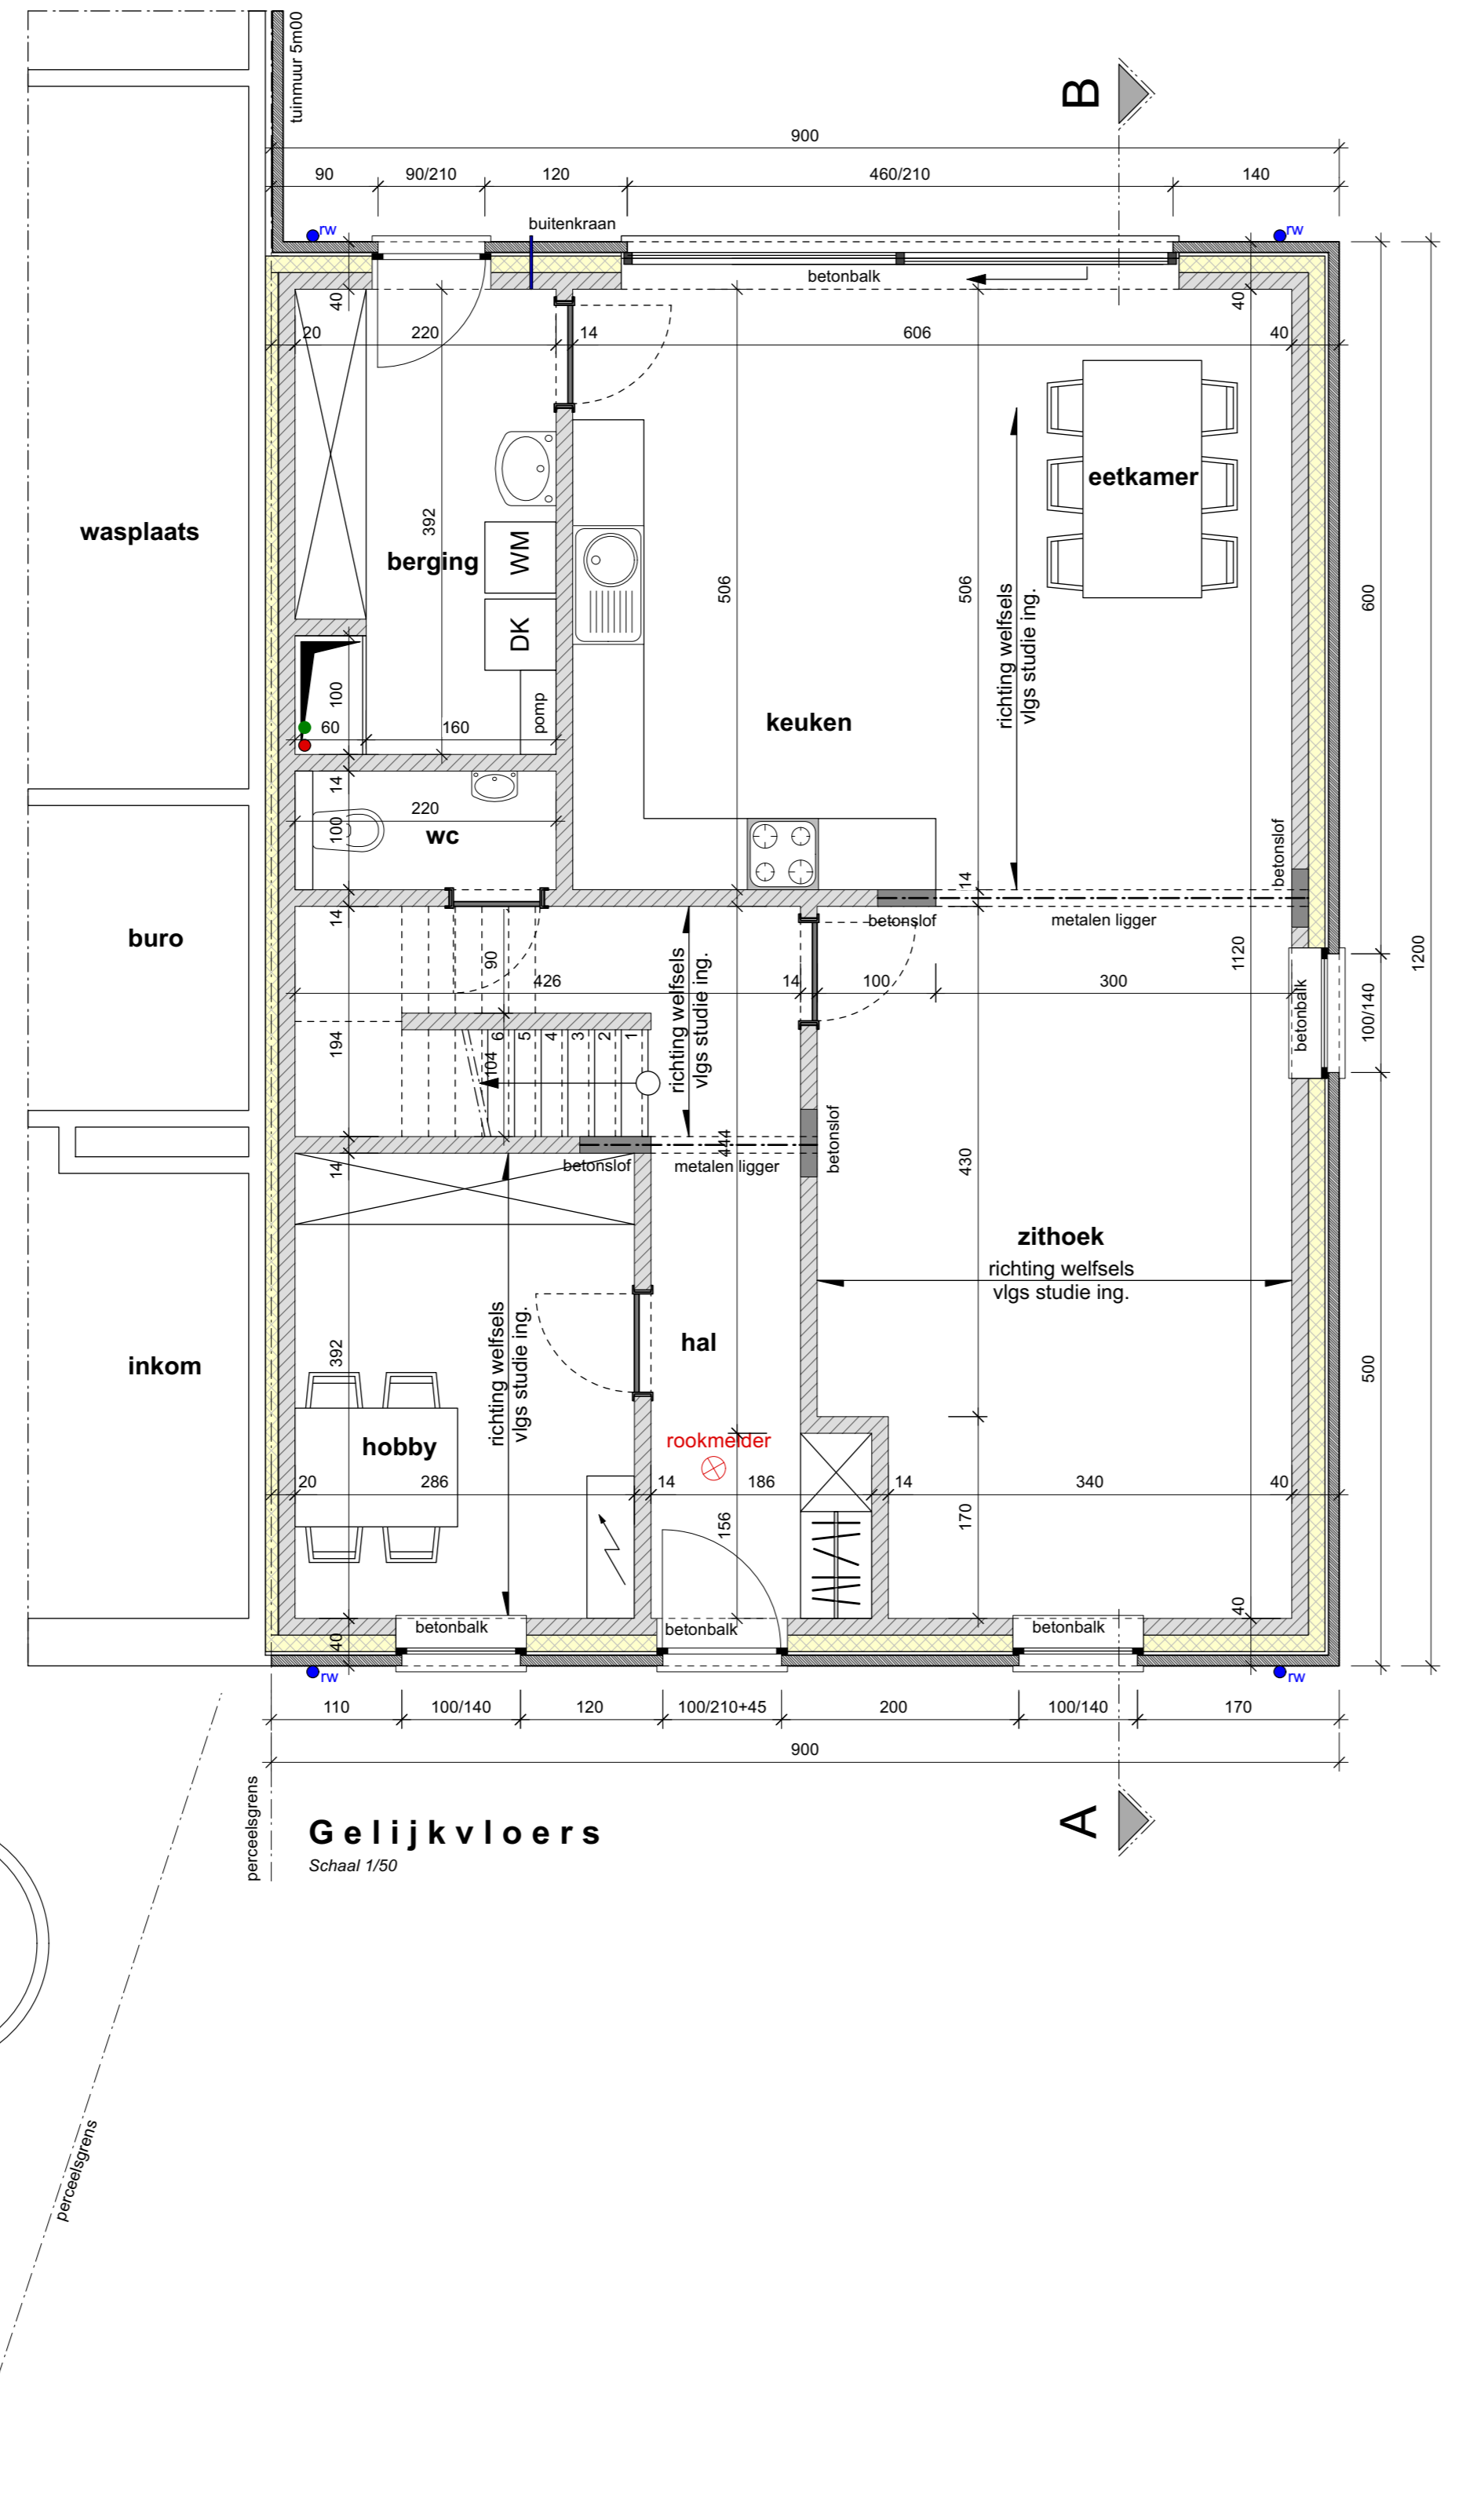 tuinmuur 5m00
B
900
90
90/210
120
460/210
140
rw
buitenkraan
rw
betonbalk
40
40
20
220
14
606
40
wasplaats
berging
392
WM
DK
pomp
100
60
160
506
506
richting welfsels
vlgs studie ing.
eetkamer
600
keuken
14
220
100
wc
14
betonslof
14
betonslof
metalen ligger
buro
90
426
14
100
300
1120
1200
betonbalk
100/140
richting welfsels
vlgs studie ing.
194
104
6
5
4
3
2
1
14
betonslof
metalen ligger
444
betonslof
430
zithoek
richting welfsels
vlgs studie ing.
inkom
392
richting welfsels
vlgs studie ing.
hal
500
hobby
rookmelder
20
286
14
186
14
340
40
156
170
40
40
betonbalk
betonbalk
betonbalk
rw
rw
110
100/140
120
100/210+45
200
100/140
170
900
perceelsgrens
A
Gelijkvloers
Schaal 1/50
perceelsgrens